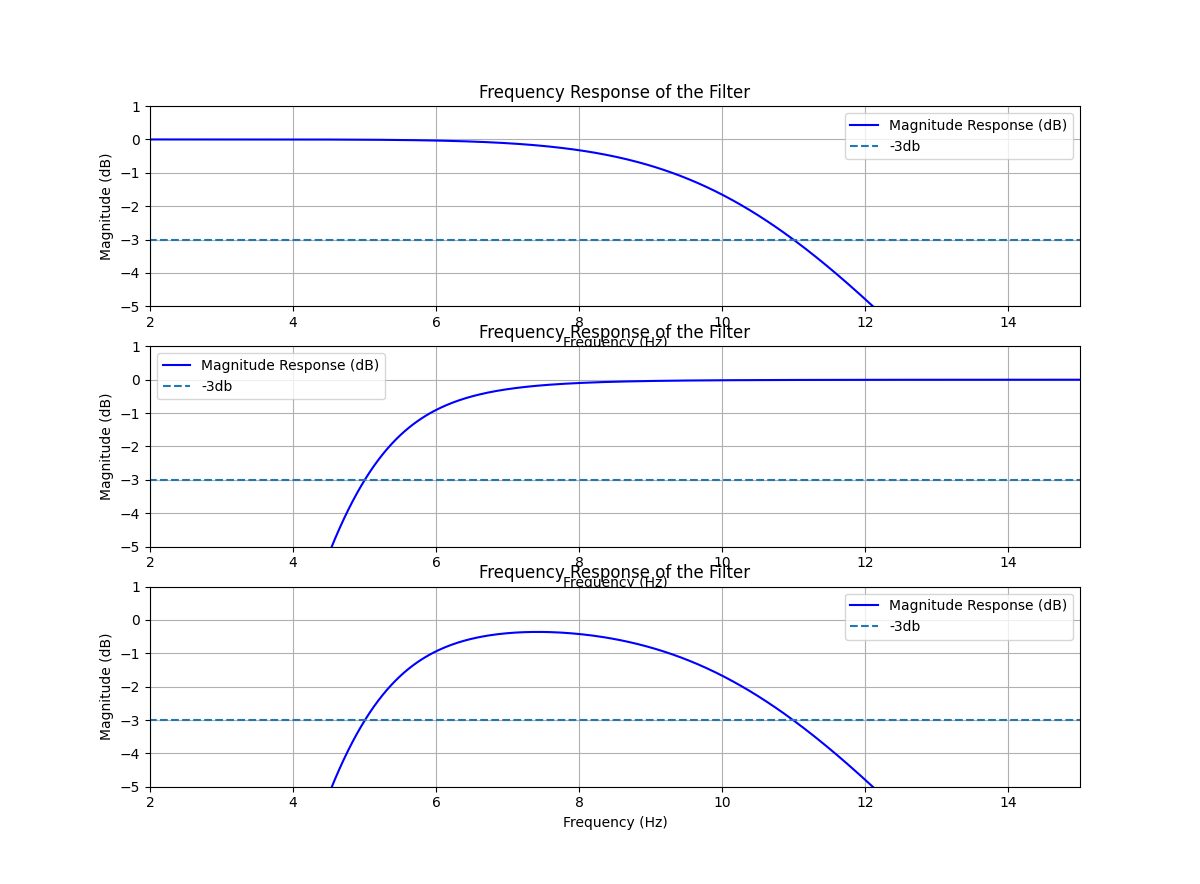 Frequency Response of the Filter
1
0
−1
−2
−3
−4
−5
Magnitude (dB)
Magnitude Response (dB)
-3db
2 4 6 8 10 12 14
Frequency (Hz)
Frequency Response of the Filter
1
0
−1
−2
−3
−4
−5
Magnitude (dB)
Magnitude Response (dB)
-3db
2 4 6 8 10 12 14
Frequency (Hz)
Frequency Response of the Filter
1
0
−1
−2
−3
−4
−5
Magnitude (dB)
Magnitude Response (dB)
-3db
2 4 6 8 10 12 14
Frequency (Hz)